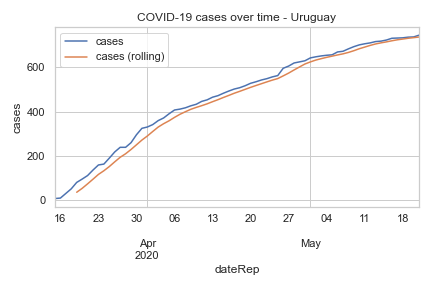 COVID-19 cases over time - Uruguay
cases
cases (rolling)
cases
600
400
200
0
16 23 30 06 13 20 27 04 11 18
Apr May
2020
dateRep